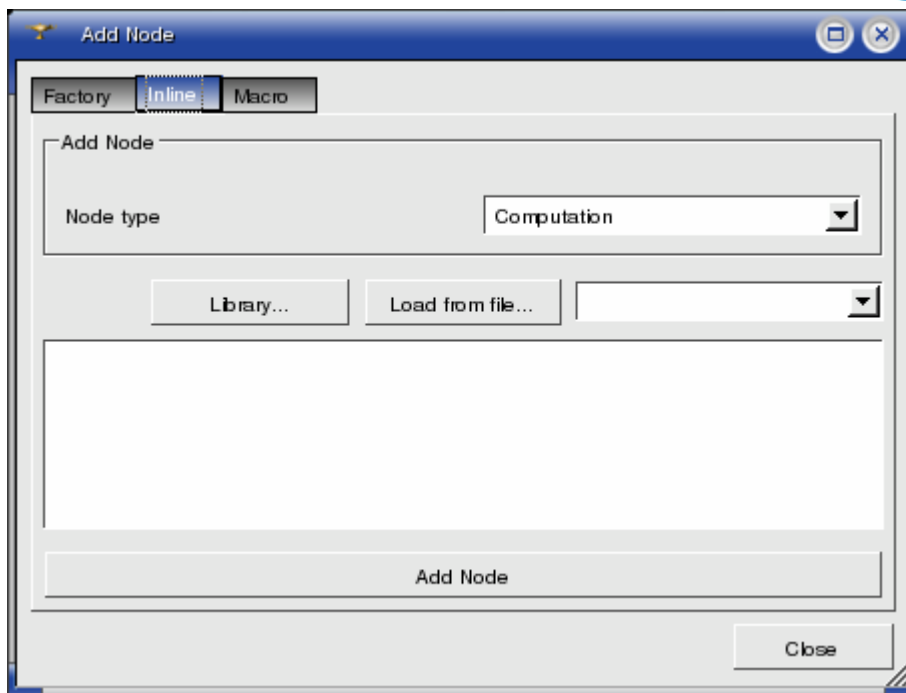 Add Node
Factory Inline Macro
Add Node
Node type Computation
Library... Load from file...
Add Node
Close